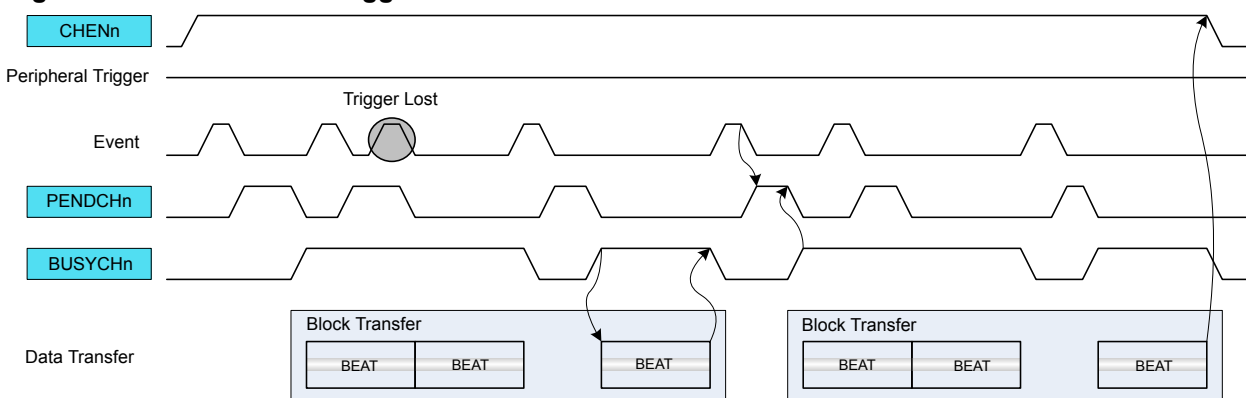 CHENn
Peripheral Trigger
Trigger Lost
Event
PENDCHn
BUSYCHn
Block Transfer
Block Transfer
Data Transfer
BEAT
BEAT
BEAT
BEAT
BEAT
BEAT